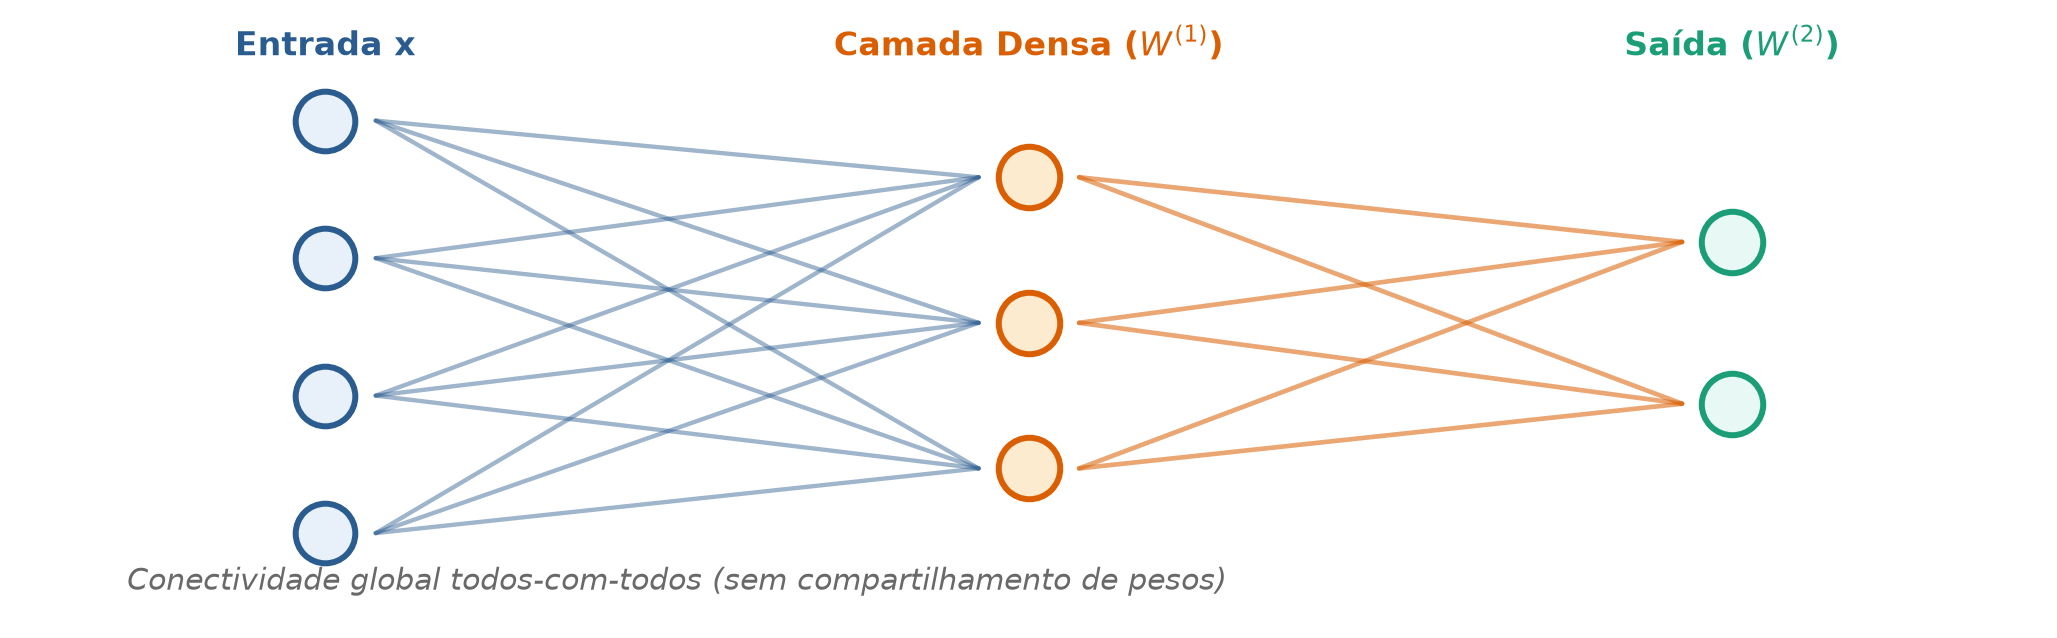 Entrada x
Camada Densa (W⁽¹⁾)
Saída (W⁽²⁾)
Conectividade global todos-com-todos (sem compartilhamento de pesos)